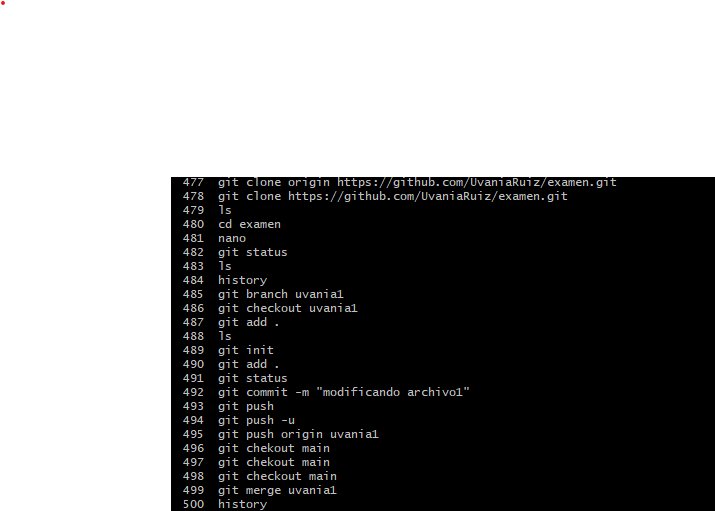 477 git clone origin https://github.com/UvaniaRuiz/examen.git
478 git clone https://github.com/UvaniaRuiz/examen.git
479 ls
480 cd examen
481 nano
482 git status
483 ls
484 history
485 git branch uvania1
486 git checkout uvania1
487 git add .
488 ls
489 git init
490 git add .
491 git status
492 git commit -m "modificando archivo1"
493 git push
494 git push -u
495 git push origin uvania1
496 git chekout main
497 git chekout main
498 git checkout main
499 git merge uvania1
500 history